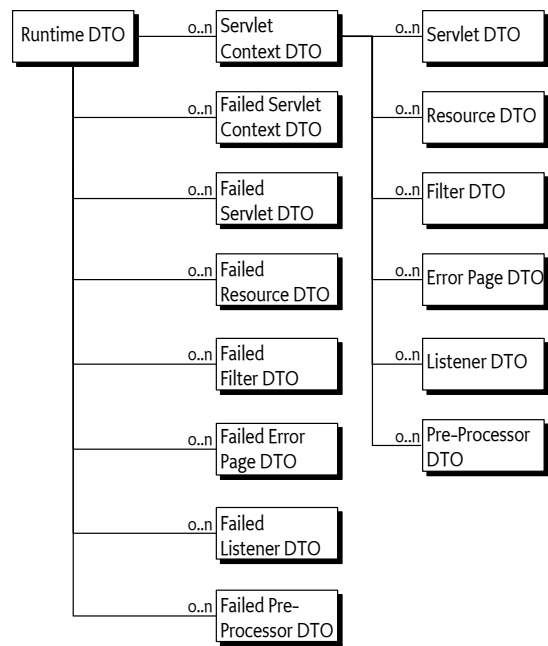 Runtime DTO
0..n
Servlet
Context DTO
0..n
Servlet DTO
0..n
Failed Servlet
Context DTO
0..n
Resource DTO
0..n
Failed
Servlet DTO
0..n
Filter DTO
0..n
Failed
Resource DTO
0..n
Error Page DTO
0..n
Failed
Filter DTO
0..n
Listener DTO
0..n
Failed Error
Page DTO
0..n
Pre-Processor
DTO
0..n
Failed
Listener DTO
0..n
Failed Pre-
Processor DTO